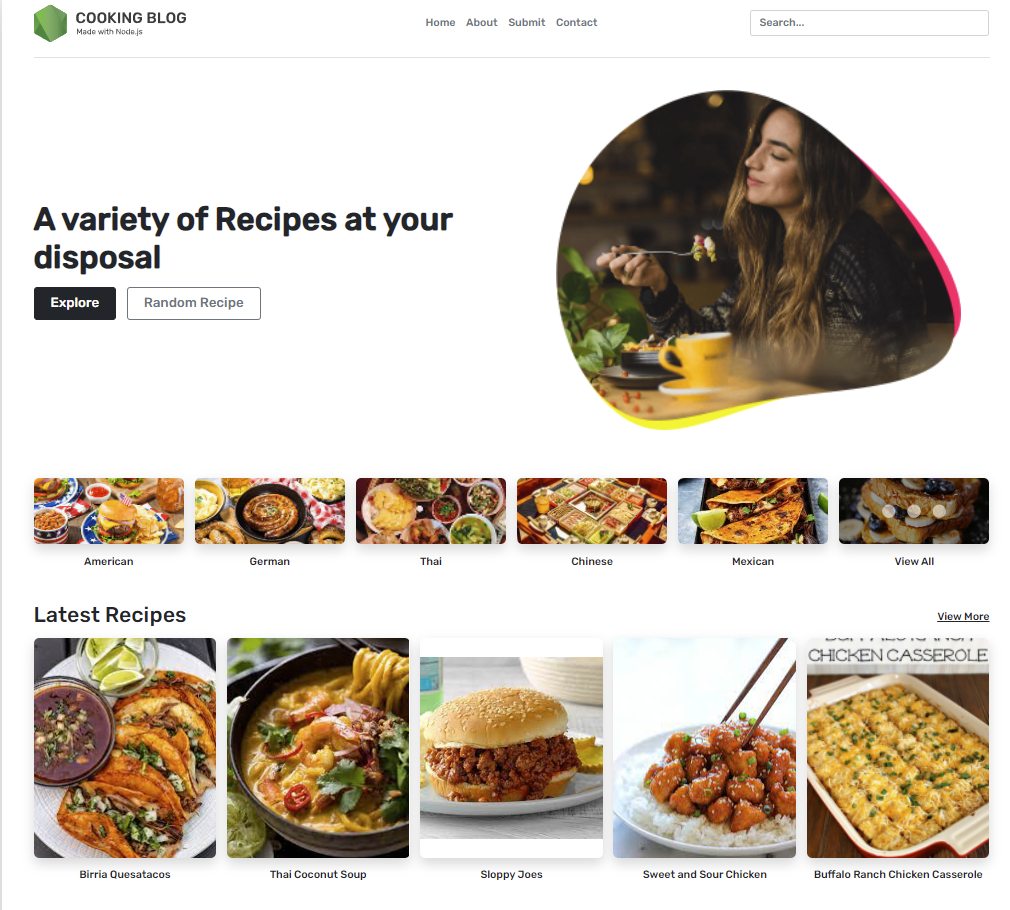 COOKING BLOG
Made with Node.js
Home About Submit Contact
Search...
A variety of Recipes at your
disposal
Explore
Random Recipe
American
German
Thai
Chinese
Mexican
View All
Latest Recipes
View More
CHICKEN CASSEROLE
Birria Quesatacos
Thai Coconut Soup
Sloppy Joes
Sweet and Sour Chicken
Buffalo Ranch Chicken Casserole